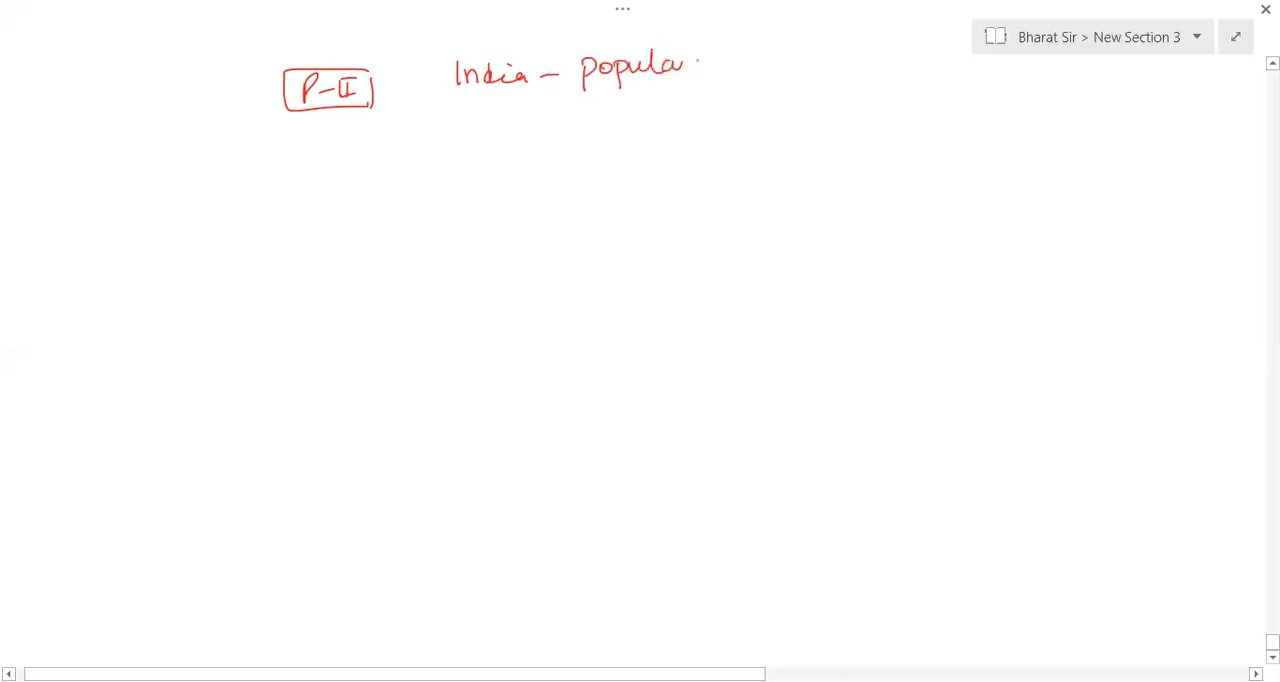 ...
Bharat Sir > New Section 3
P-II India - popula